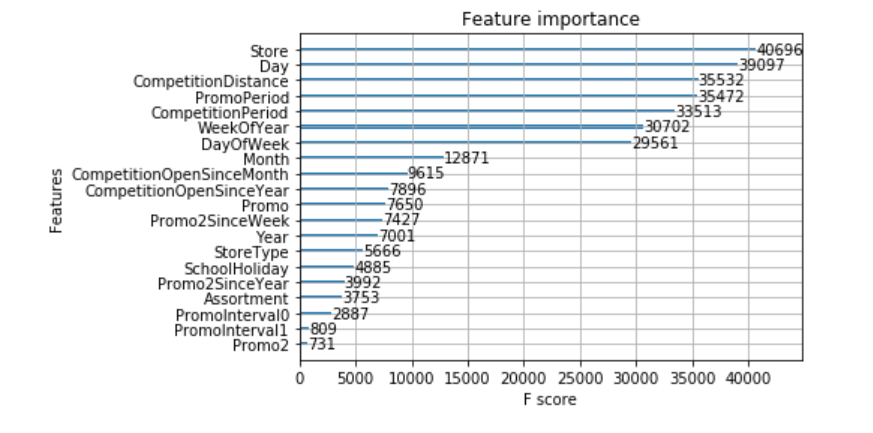 Feature importance
Features
Store 40696
Day 39097
CompetitionDistance 35532
PromoPeriod 35472
CompetitionPeriod 33513
WeekOfYear 30702
DayOfWeek 29561
Month 12871
CompetitionOpenSinceMonth 9615
CompetitionOpenSinceYear 7896
Promo 7650
Promo2SinceWeek 7427
Year 7001
StoreType 5666
SchoolHoliday 4885
Promo2SinceYear 3992
Assortment 3753
PromoInterval0 2887
PromoInterval1 809
Promo2 731
0 5000 10000 15000 20000 25000 30000 35000 40000
F score